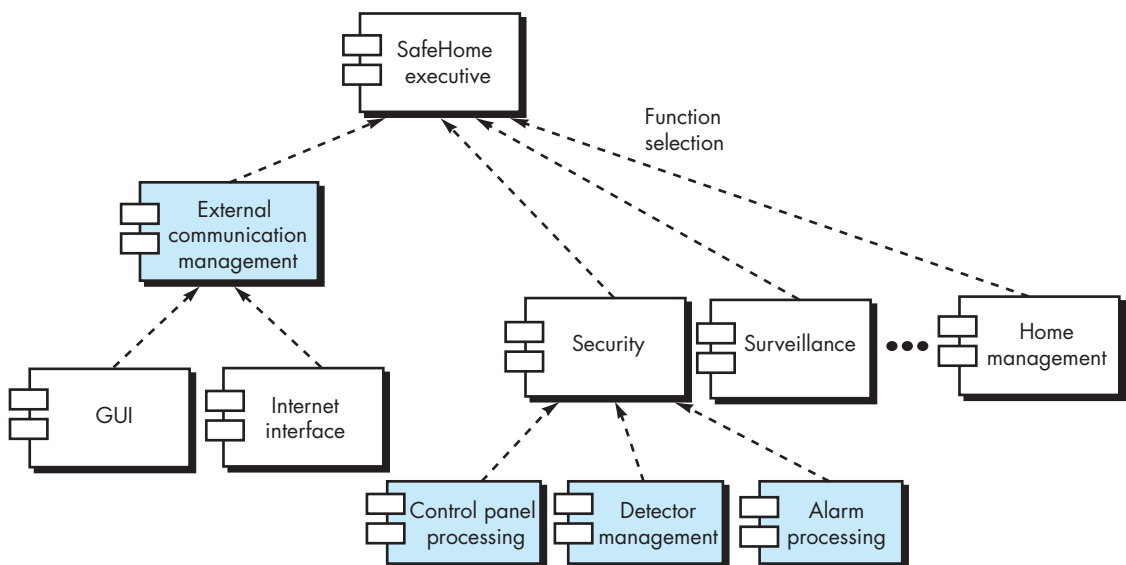 SafeHome
executive
Function
selection
External
communication
management
Security
Surveillance
Home
management
GUI
Internet
interface
Control panel
processing
Detector
management
Alarm
processing